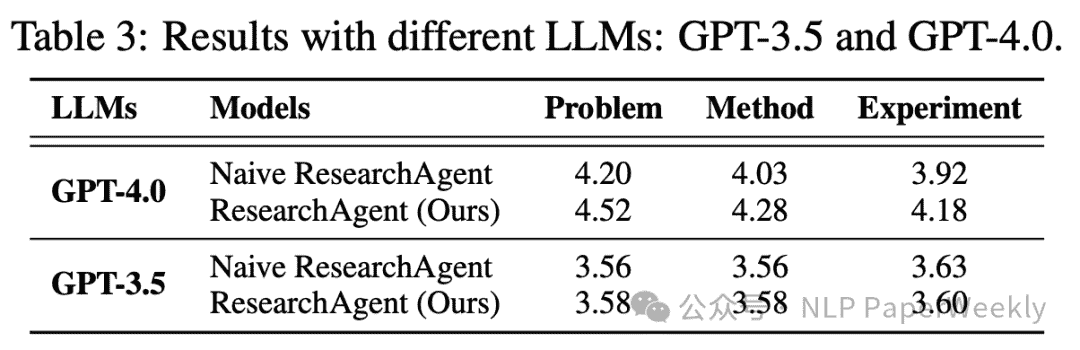 Table 3: Results with different LLMs: GPT-3.5 and GPT-4.0.
LLMs Models Problem Method Experiment
GPT-4.0
Naive ResearchAgent 4.20 4.03 3.92
ResearchAgent (Ours) 4.52 4.28 4.18
GPT-3.5
Naive ResearchAgent 3.56 3.56 3.63
ResearchAgent (Ours) 3.58 3.58 3.60
公众号 · NLP PaperWeekly